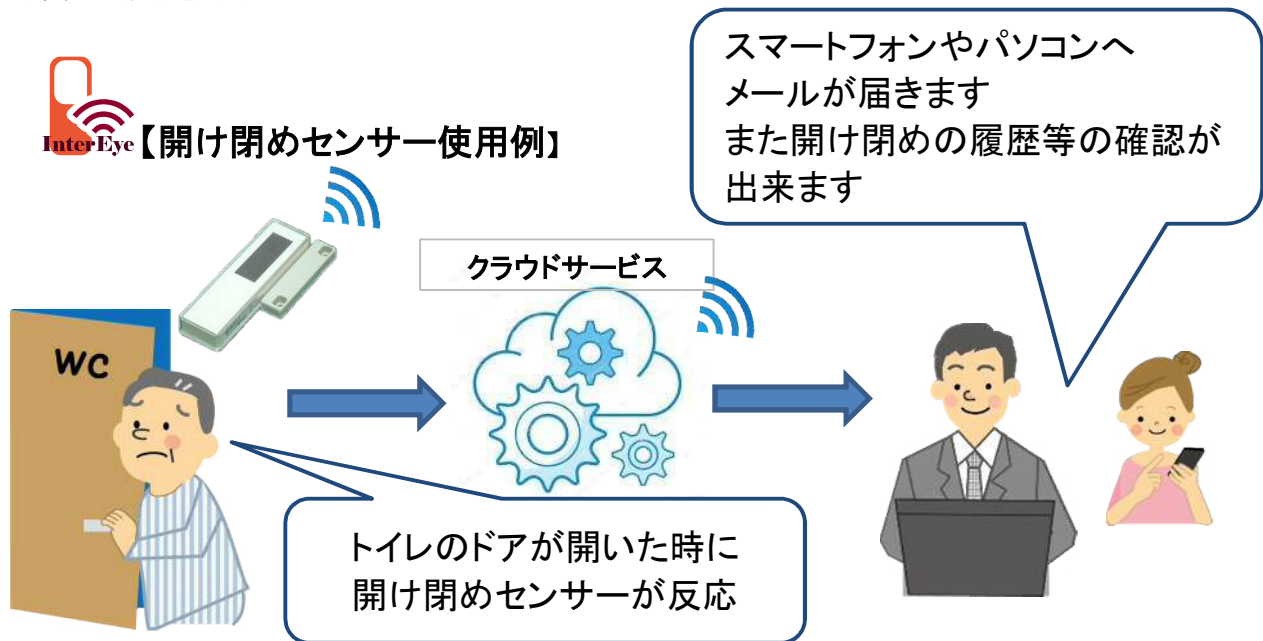 スマートフォンやパソコンへ
メールが届きます
また開け閉めの履歴等の確認が
出来ます
InterEye【開け閉めセンサー使用例】
クラウドサービス
WC
トイレのドアが開いた時に
開け閉めセンサーが反応